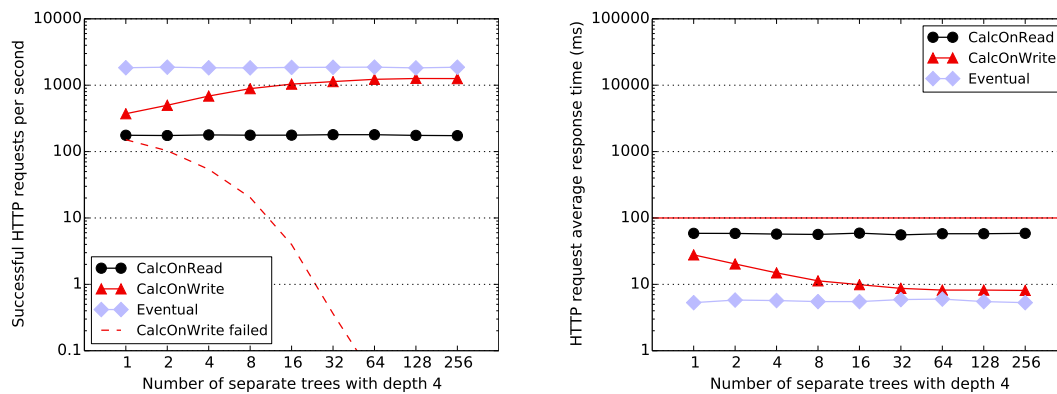 Successful HTTP requests per second
10000
1000
100
10
1
0.1
CalcOnRead
CalcOnWrite
Eventual
CalcOnWrite failed
1 2 4 8 16 32 64 128 256
Number of separate trees with depth 4
HTTP request average response time (ms)
100000
10000
1000
100
10
1
CalcOnRead
CalcOnWrite
Eventual
1 2 4 8 16 32 64 128 256
Number of separate trees with depth 4